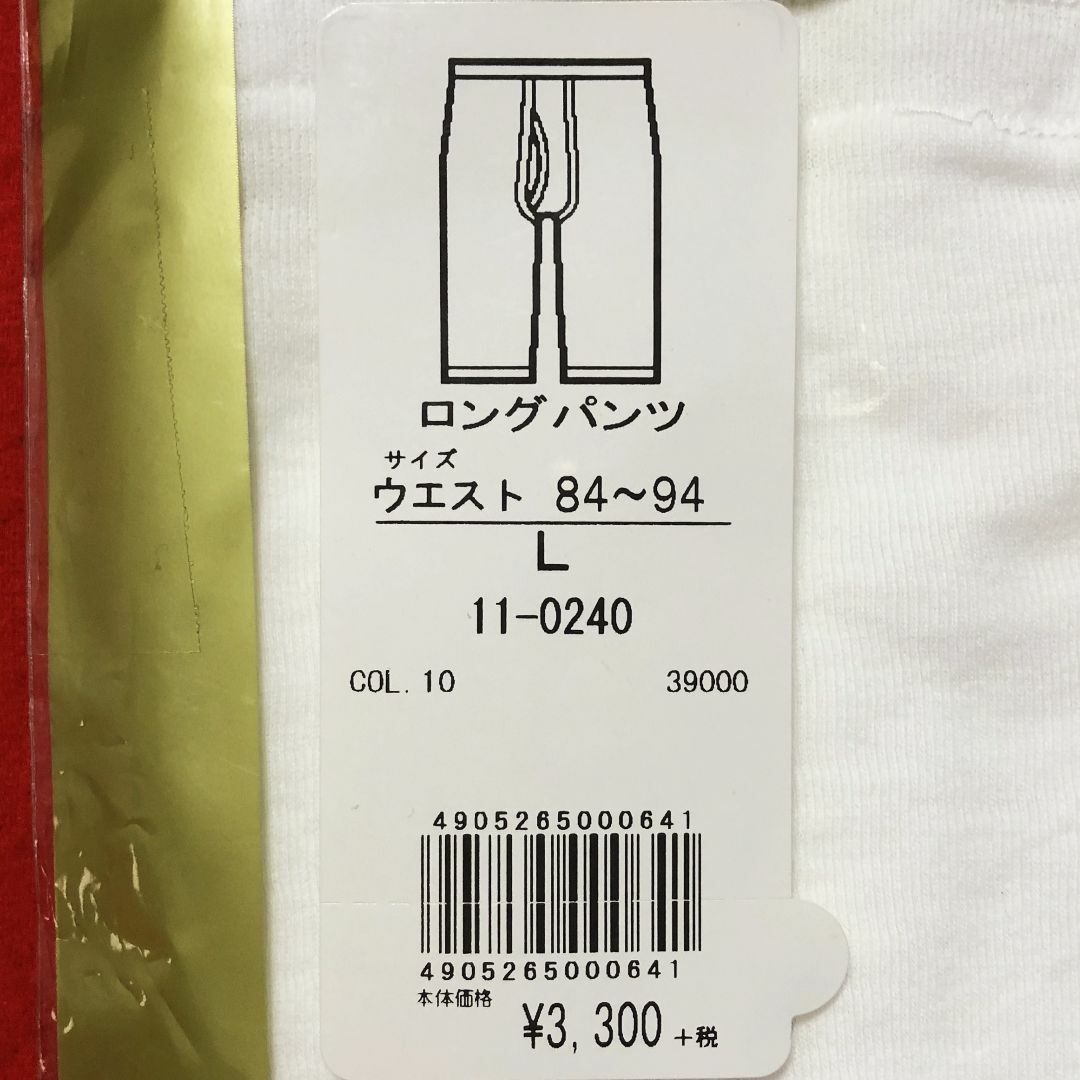 ロングパンツ
サイズ
ウエスト 84〜94
L
11-0240
COL. 10 39000
4905265000641
4905265000641
本体価格
¥3,300 +税